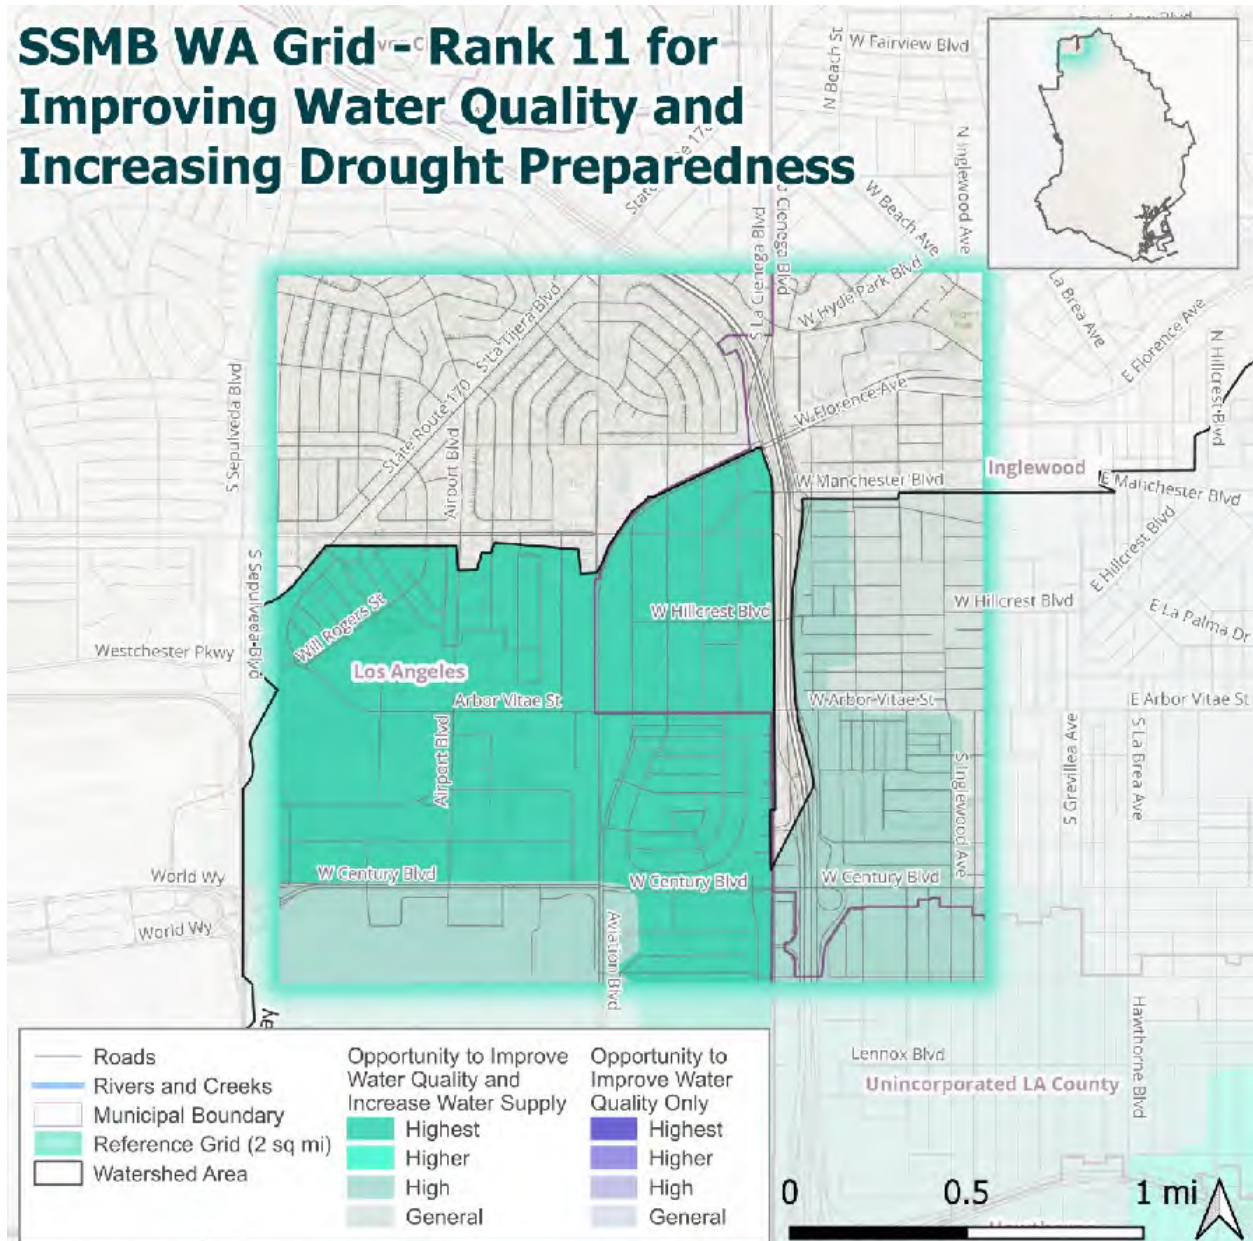 SSMB WA Grid - Rank 11 for
Improving Water Quality and
Increasing Drought Preparedness
W Fairview Blvd
N Beach St
N Inglewood Ave
W Beach Ave
S La Cienega Blvd
Cienega Blvd
W Hyde Park Blvd
La Brea Ave
E Florence Ave
N Hillcrest Blvd
S La Tijera Blvd
State Route 170
Airport Blvd
S Sepulveda Blvd
W Florence Ave
W Manchester Blvd
Inglewood
E Manchester Blvd
E Hillcrest Blvd
S Sepulveda Blvd
Will Rogers St
W Hillcrest Blvd
W Hillcrest Blvd
E La Palma Dr
Westchester Pkwy
Los Angeles
Arbor Vitae St
W Arbor Vitae St
E Arbor Vitae St
Airport Blvd
S Inglewood Ave
S Grevillea Ave
S La Brea Ave
World Wy
W Century Blvd
W Century Blvd
W Century Blvd
World Wy
Aviation Blvd
Lennox Blvd
Hawthorne Blvd
Unincorporated LA County
Roads
Rivers and Creeks
Municipal Boundary
Reference Grid (2 sq mi)
Watershed Area
Opportunity to Improve
Water Quality and
Increase Water Supply
Highest
Higher
High
General
Opportunity to
Improve Water
Quality Only
Highest
Higher
High
General
0 0.5 1 mi